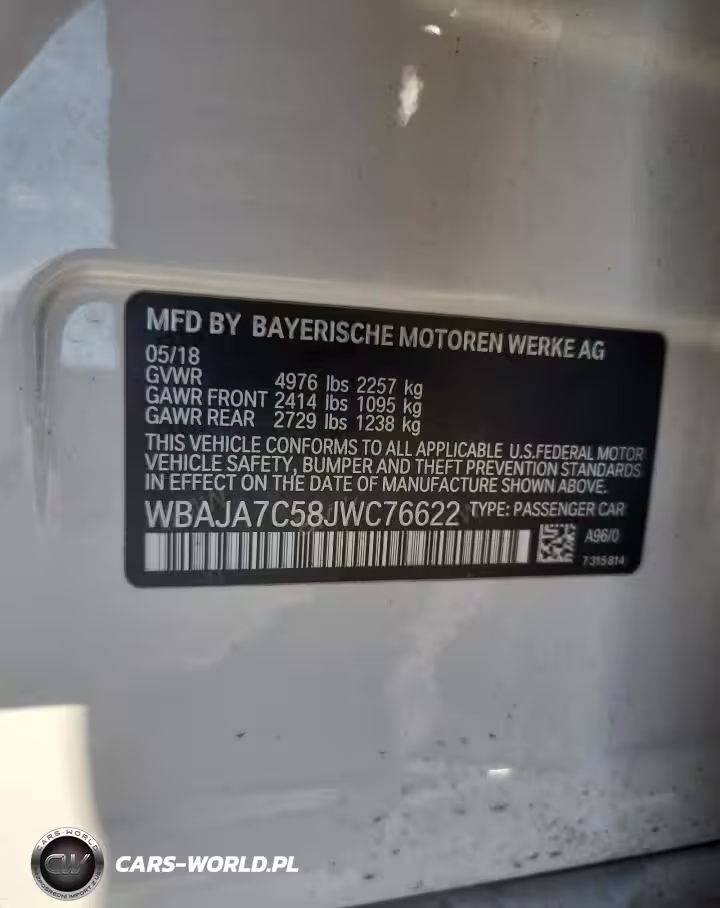 MFD BY BAYERISCHE MOTOREN WERKE AG
05/18
GVWR 4976 lbs 2257 kg
GAWR FRONT 2414 lbs 1095 kg
GAWR REAR 2729 lbs 1238 kg
THIS VEHICLE CONFORMS TO ALL APPLICABLE U.S.FEDERAL MOTOR
VEHICLE SAFETY, BUMPER AND THEFT PREVENTION STANDARDS
IN EFFECT ON THE DATE OF MANUFACTURE SHOWN ABOVE.
WBAJA7C58JWC76622 TYPE: PASSENGER CAR
A96/0
7315814
CARS-WORLD
CW
CARS-WORLD.PL